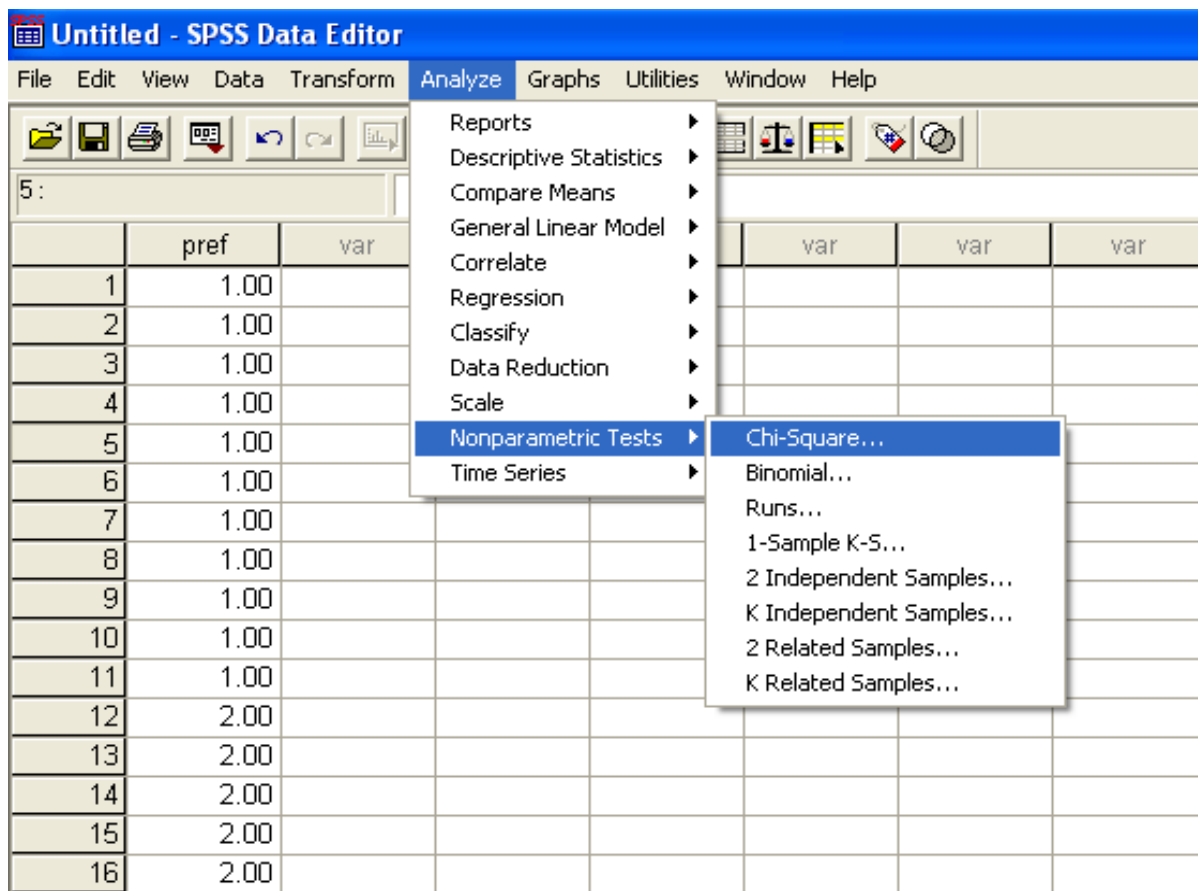 SPSS
Untitled - SPSS Data Editor
File Edit View Data Transform Analyze Graphs Utilities Window Help
5 :
Reports
Descriptive Statistics
Compare Means
General Linear Model
Correlate
Regression
Classify
Data Reduction
Scale
Nonparametric Tests
Time Series
Chi-Square...
Binomial...
Runs...
1-Sample K-S...
2 Independent Samples...
K Independent Samples...
2 Related Samples...
K Related Samples...
pref var var var var
1 1.00
2 1.00
3 1.00
4 1.00
5 1.00
6 1.00
7 1.00
8 1.00
9 1.00
10 1.00
11 1.00
12 2.00
13 2.00
14 2.00
15 2.00
16 2.00